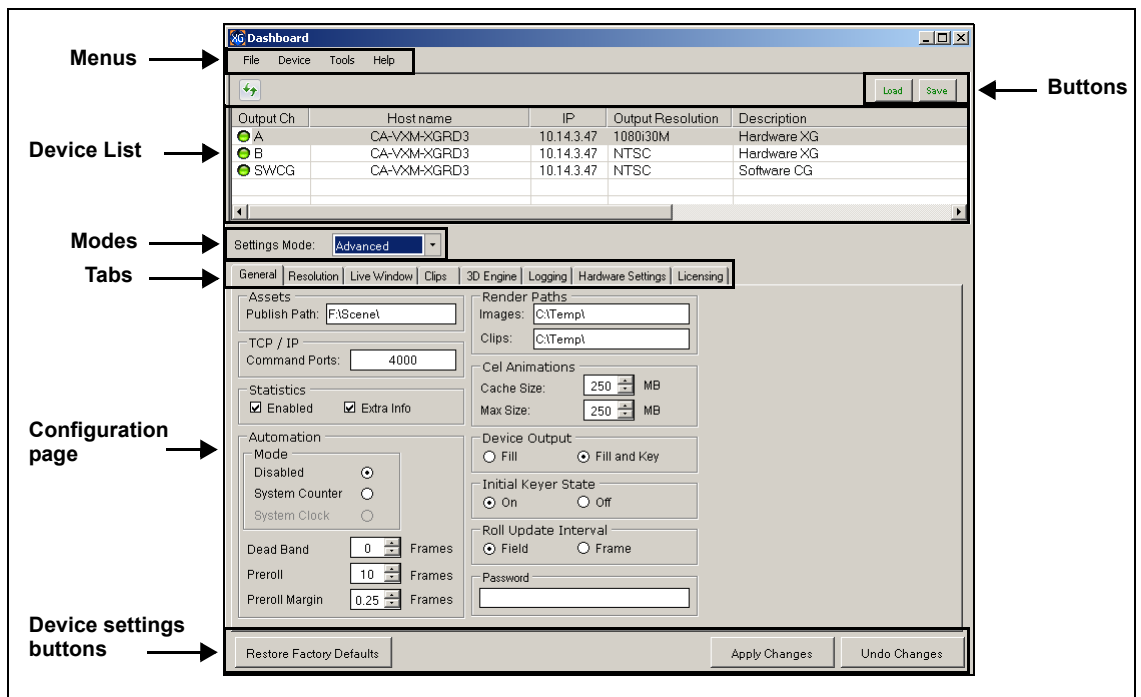 XG Dashboard
Menus
File Device Tools Help
Load Save
Buttons
Output Ch Host name IP Output Resolution Description
A CA-VXM-XGRD3 10.14.3.47 1080i30M Hardware XG
B CA-VXM-XGRD3 10.14.3.47 NTSC Hardware XG
SWCG CA-VXM-XGRD3 10.14.3.47 NTSC Software CG
Device List
Modes
Settings Mode: Advanced
Tabs
General Resolution Live Window Clips 3D Engine Logging Hardware Settings Licensing
Assets
Publish Path: F:\Scene\
TCP / IP
Command Ports: 4000
Statistics
Enabled Extra Info
Configuration
page
Automation
Mode
Disabled
System Counter
System Clock
Dead Band 0 Frames
Preroll 10 Frames
Preroll Margin 0.25 Frames
Render Paths
Images: C:\Temp\
Clips: C:\Temp\
Cel Animations
Cache Size: 250 MB
Max Size: 250 MB
Device Output
Fill Fill and Key
Initial Keyer State
On Off
Roll Update Interval
Field Frame
Password
Device settings
buttons
Restore Factory Defaults Apply Changes Undo Changes